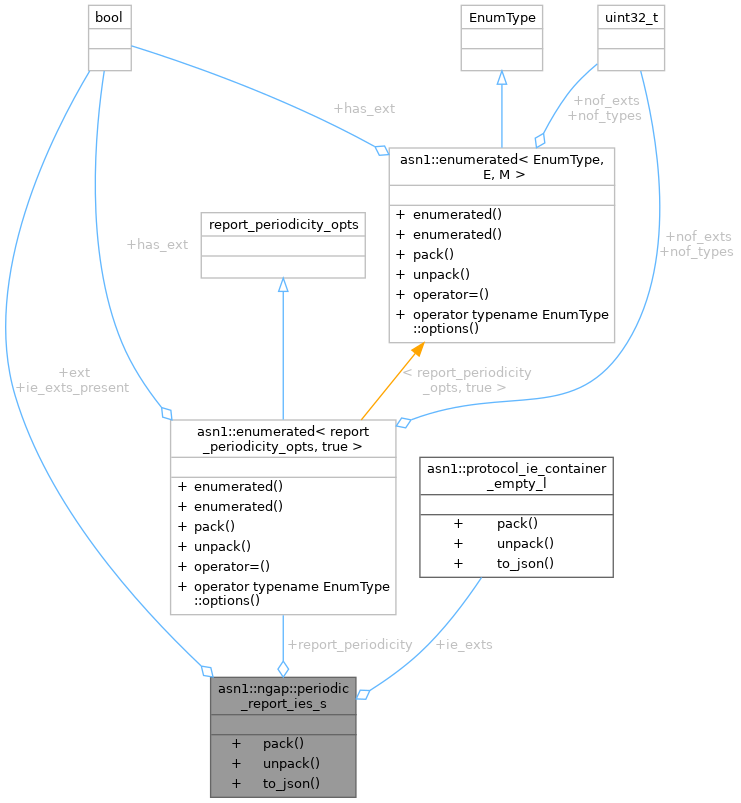 bool
EnumType
uint32_t
+has_ext
+nof_exts
+nof_types
asn1::enumerated< EnumType,
E, M >
+ enumerated()
+ enumerated()
+ pack()
+ unpack()
+ operator=()
+ operator typename EnumType
::options()
report_periodicity_opts
+has_ext
+nof_exts
+nof_types
+ext
+ie_exts_present
< report_periodicity
_opts, true >
asn1::enumerated< report
_periodicity_opts, true >
+ enumerated()
+ enumerated()
+ pack()
+ unpack()
+ operator=()
+ operator typename EnumType
::options()
asn1::protocol_ie_container
_empty_l
+ pack()
+ unpack()
+ to_json()
+report_periodicity
+ie_exts
asn1::ngap::periodic
_report_ies_s
+ pack()
+ unpack()
+ to_json()